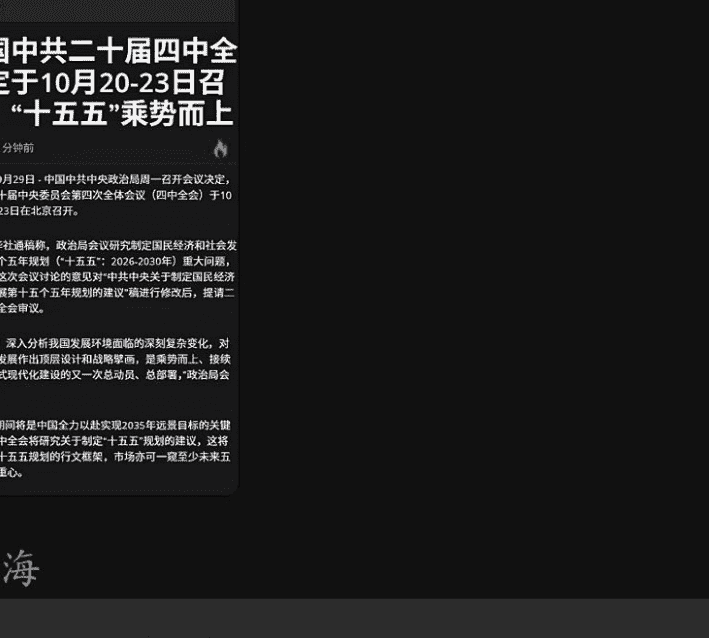 国中共二十届四中全
定于10月20-23日召
“十五五”乘势而上
分钟前
9月29日 - 中国中共中央政治局周一召开会议决定，
十届中央委员会第四次全体会议（四中全会）于10
23日在北京召开。
华社通稿称，政治局会议研究制定国民经济和社会发
个五年规划（“十五五”：2026-2030年）重大问题，
这次会议讨论的意见对“中共中央关于制定国民经济
展第十五个五年规划的建议”稿进行修改后，提请二
全会审议。
深入分析我国发展环境面临的深刻复杂变化，对
发展作出顶层设计和战略擘画，是乘势而上、接续
式现代化建设的又一次总动员、总部署，”政治局会
期间将是中国全力以赴实现2035年远景目标的关键
中全会将研究关于制定“十五五”规划的建议，这将
十五五规划的行文框架，市场亦可一窥至少未来五
重心。
海